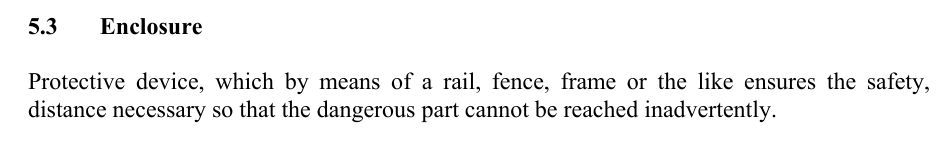 5.3 Enclosure
Protective device, which by means of a rail, fence, frame or the like ensures the safety,
distance necessary so that the dangerous part cannot be reached inadvertently.